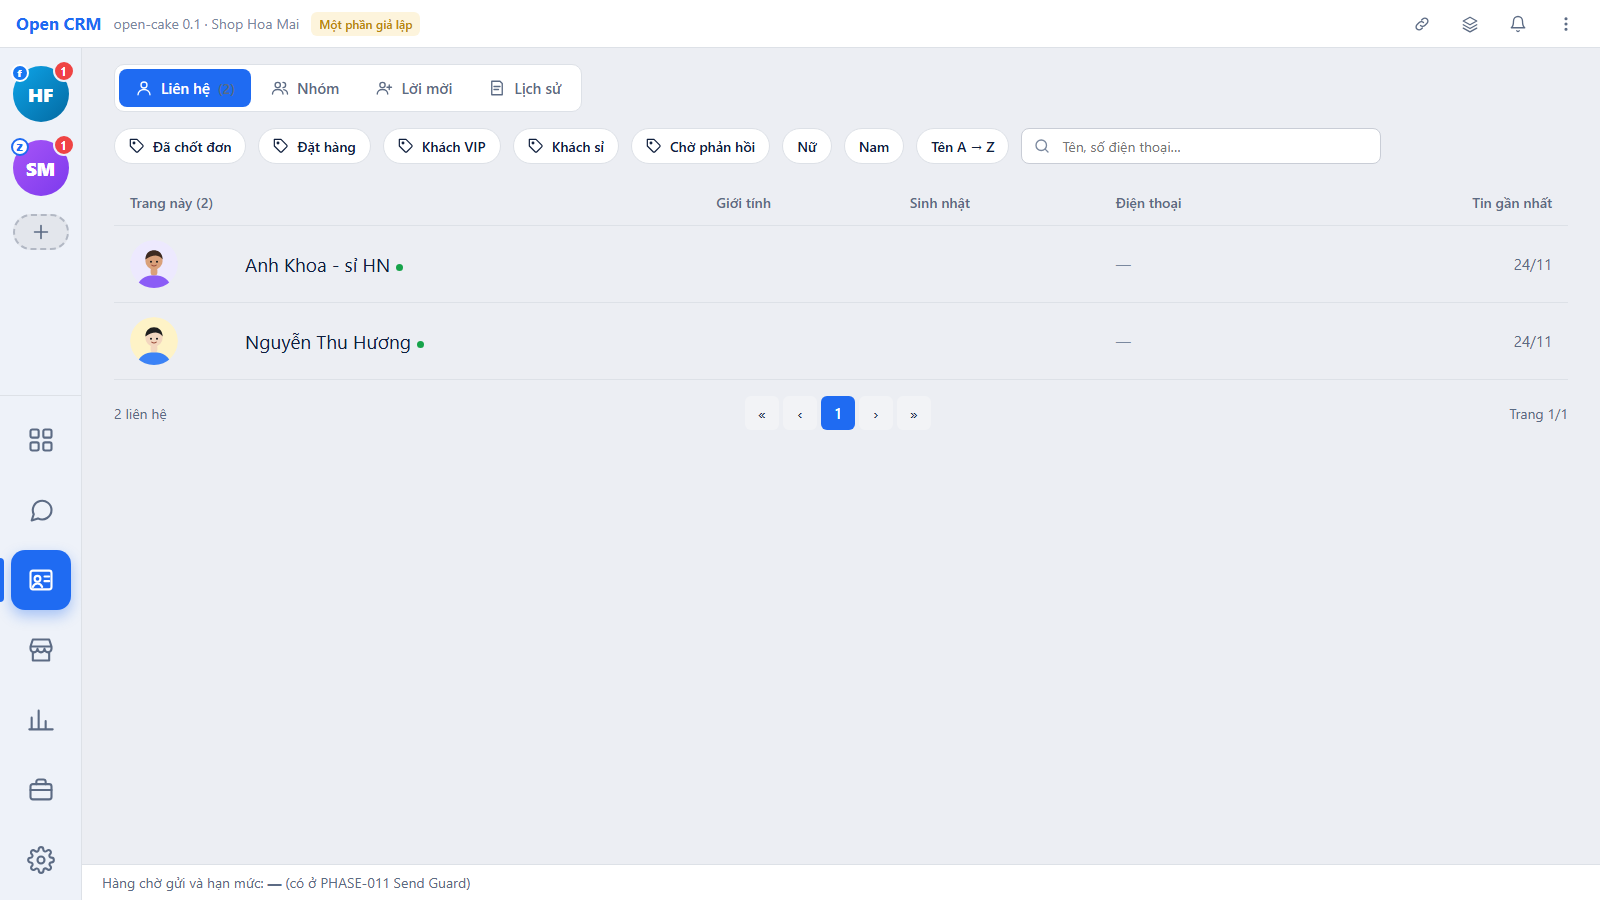 Open CRM open-cake 0.1 · Shop Hoa Mai Một phần giả lập
f 1
HF
z 1
SM
Liên hệ (2) Nhóm Lời mời Lịch sử
Đã chốt đơn Đặt hàng Khách VIP Khách sỉ Chờ phản hồi Nữ Nam Tên A → Z Tên, số điện thoại...
Trang này (2) Giới tính Sinh nhật Điện thoại Tin gần nhất
Anh Khoa - sỉ HN — 24/11
Nguyễn Thu Hương — 24/11
2 liên hệ « ‹ 1 › » Trang 1/1
Hàng chờ gửi và hạn mức: — (có ở PHASE-011 Send Guard)